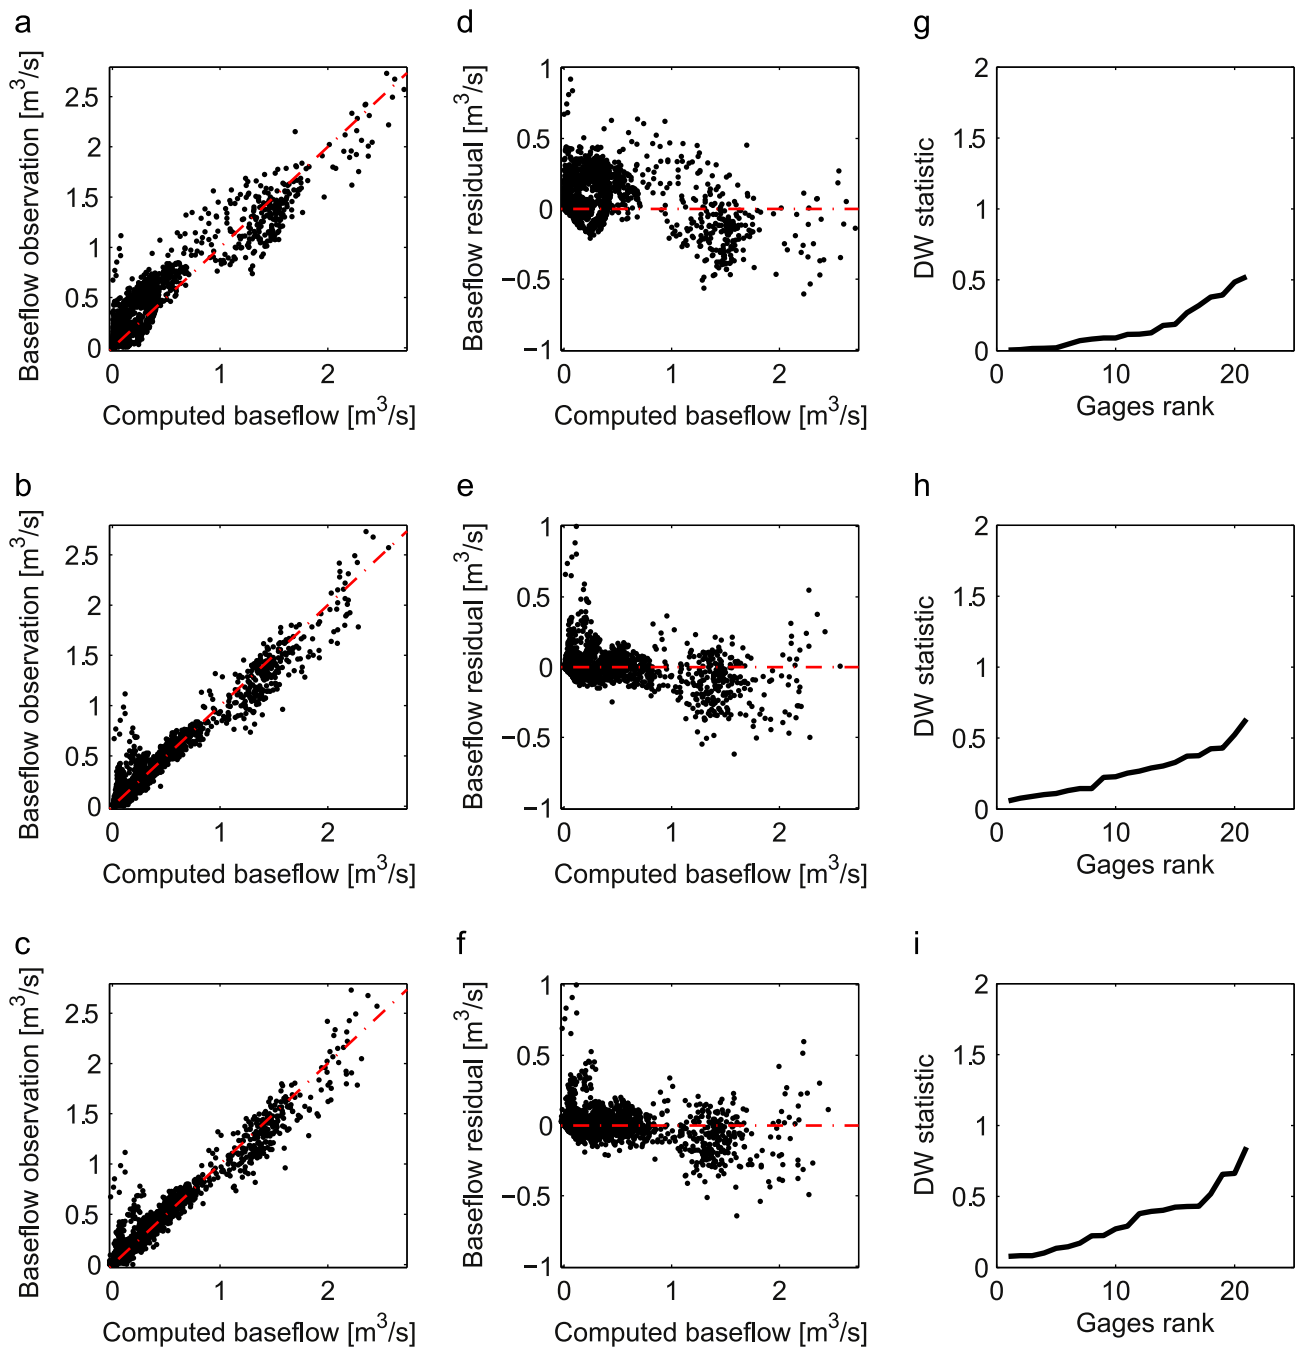 a
Baseflow observation [m³/s]
2.5
2
1.5
1
0.5
0
0 1 2
Computed baseflow [m³/s]
d
Baseflow residual [m³/s]
1
0.5
0
−0.5
−1
0 1 2
Computed baseflow [m³/s]
g
DW statistic
2
1.5
1
0.5
0
0 10 20
Gages rank
b
Baseflow observation [m³/s]
2.5
2
1.5
1
0.5
0
0 1 2
Computed baseflow [m³/s]
e
Baseflow residual [m³/s]
1
0.5
0
−0.5
−1
0 1 2
Computed baseflow [m³/s]
h
DW statistic
2
1.5
1
0.5
0
0 10 20
Gages rank
c
Baseflow observation [m³/s]
2.5
2
1.5
1
0.5
0
0 1 2
Computed baseflow [m³/s]
f
Baseflow residual [m³/s]
1
0.5
0
−0.5
−1
0 1 2
Computed baseflow [m³/s]
i
DW statistic
2
1.5
1
0.5
0
0 10 20
Gages rank